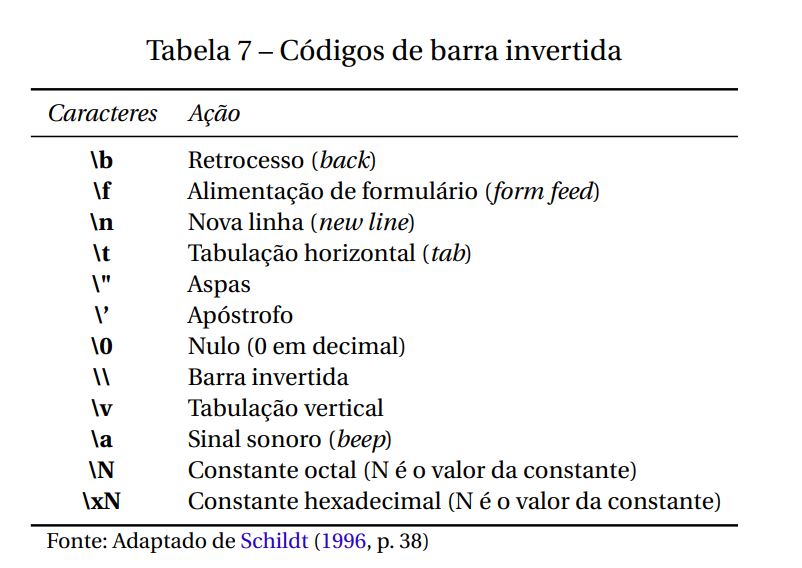 Tabela 7 – Códigos de barra invertida
Caracteres Ação
\b Retrocesso (back)
\f Alimentação de formulário (form feed)
\n Nova linha (new line)
\t Tabulação horizontal (tab)
\" Aspas
\’ Apóstrofo
\0 Nulo (0 em decimal)
\\ Barra invertida
\v Tabulação vertical
\a Sinal sonoro (beep)
\N Constante octal (N é o valor da constante)
\xN Constante hexadecimal (N é o valor da constante)
Fonte: Adaptado de Schildt (1996, p. 38)